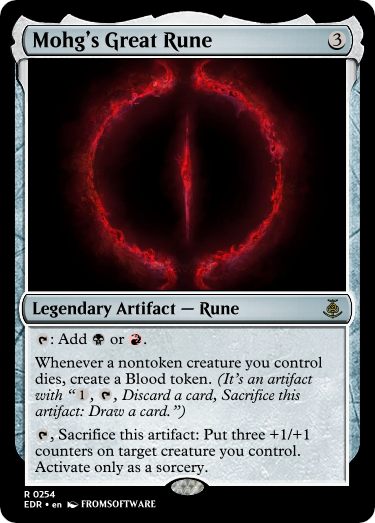 Mohg's Great Rune 3
Legendary Artifact — Rune
: Add or .
Whenever a nontoken creature you control
dies, create a Blood token. (It's an artifact
with “1, , Discard a card, Sacrifice this
artifact: Draw a card.”)
, Sacrifice this artifact: Put three +1/+1
counters on target creature you control.
Activate only as a sorcery.
R 0254
EDR • en FROMSOFTWARE